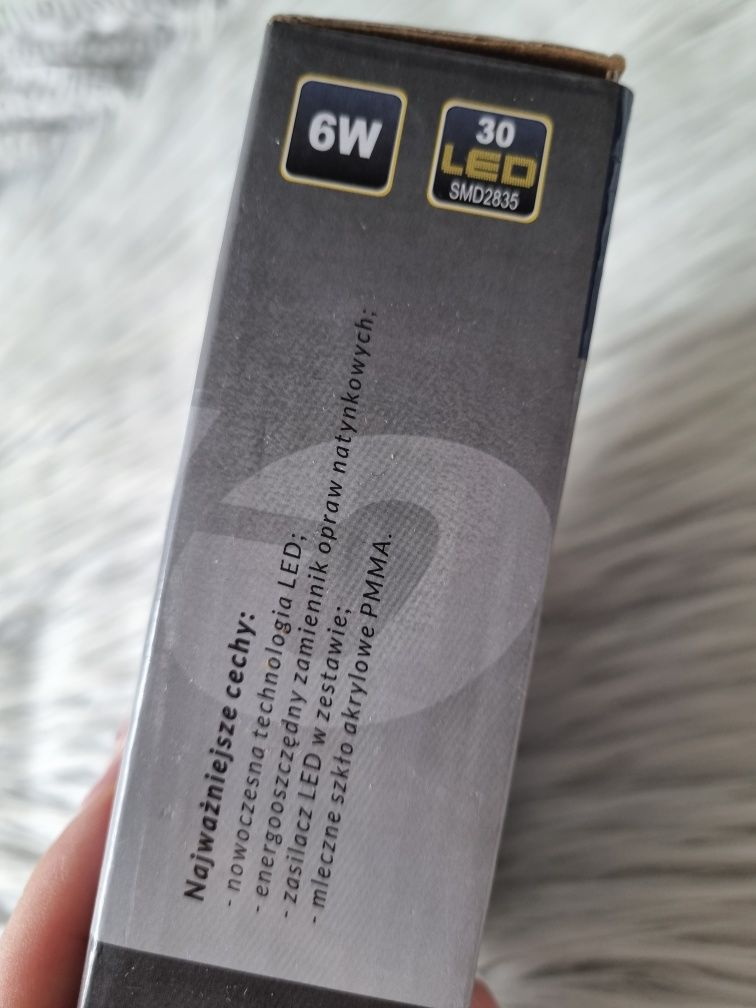 6W
30
LED
SMD2835
Najważniejsze cechy:
- nowoczesna technologia LED;
- energooszczędny zamiennik opraw natynkowych;
- zasilacz LED w zestawie;
- mleczne szkło akrylowe PMMA.